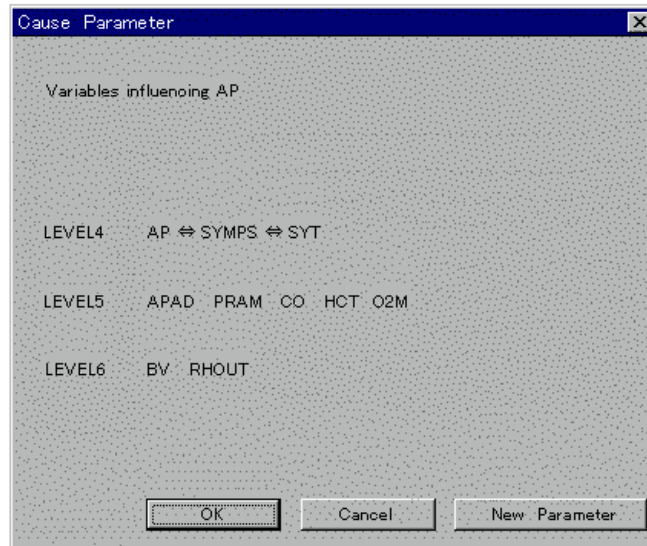 Cause Parameter
Variables influencing AP
LEVEL4 AP ⇔ SYMPS ⇔ SYT
LEVEL5 APAD PRAM CO HCT O2M
LEVEL6 BV RHOUT
OK Cancel New Parameter